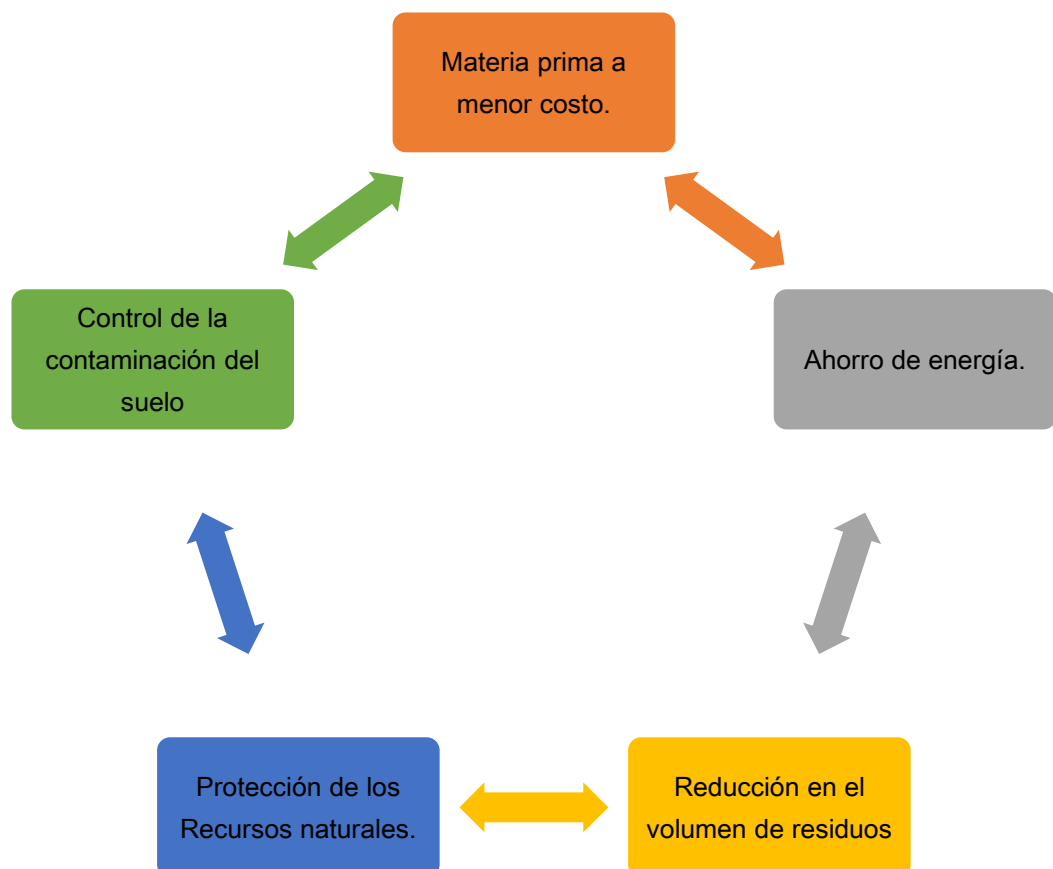 Materia prima a
menor costo.
Control de la
contaminación del
suelo
Ahorro de energía.
Protección de los
Recursos naturales.
Reducción en el
volumen de residuos